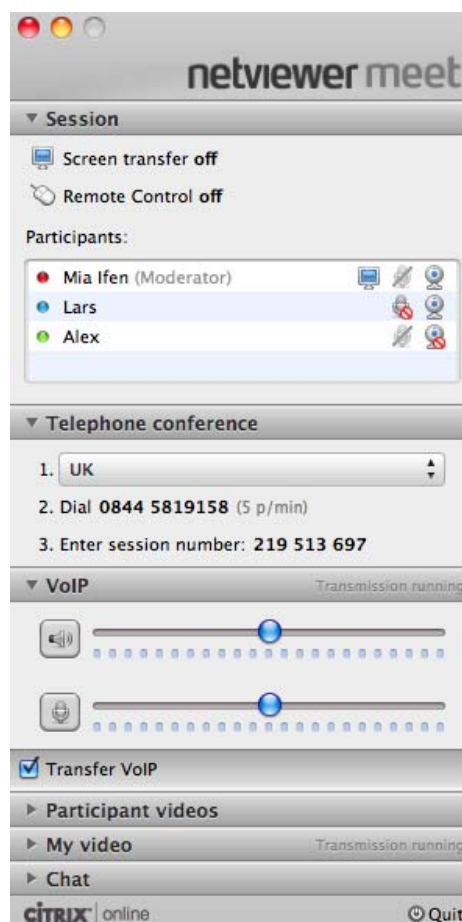 netviewer meet
Session
Screen transfer off
Remote Control off
Participants:
Mia Ifen (Moderator)
Lars
Alex
Telephone conference
1. UK
2. Dial 0844 5819158 (5 p/min)
3. Enter session number: 219 513 697
VoIP Transmission running
Transfer VoIP
Participant videos
My video Transmission running
Chat
CITRIX online Quit